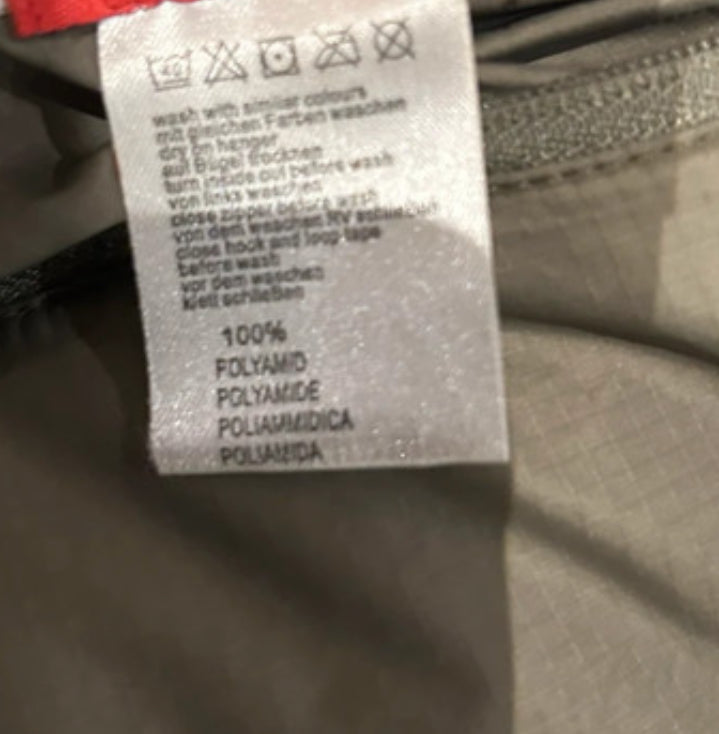 40
wash with similar colours
mit gleichen Farben waschen
dry on hanger
auf Bügel trocknen
turn inside out before wash
von links waschen
close zipper before wash
von dem waschen RV schließen
close hook and loop tape
before wash
vor dem waschen
klett schließen
100%
POLYAMID
POLYAMIDE
POLIAMMIDICA
POLIAMIDA